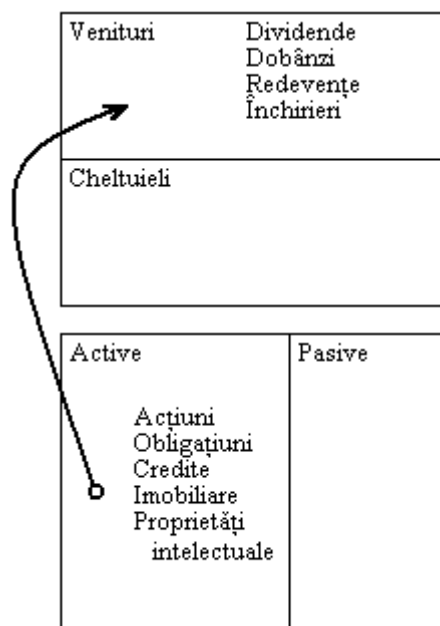 Venituri
Dividende
Dobânzi
Redevențe
Închirieri
Cheltuieli
Active
Pasive
Acțiuni
Obligațiuni
Credite
Imobiliare
Proprietăți
intelectuale